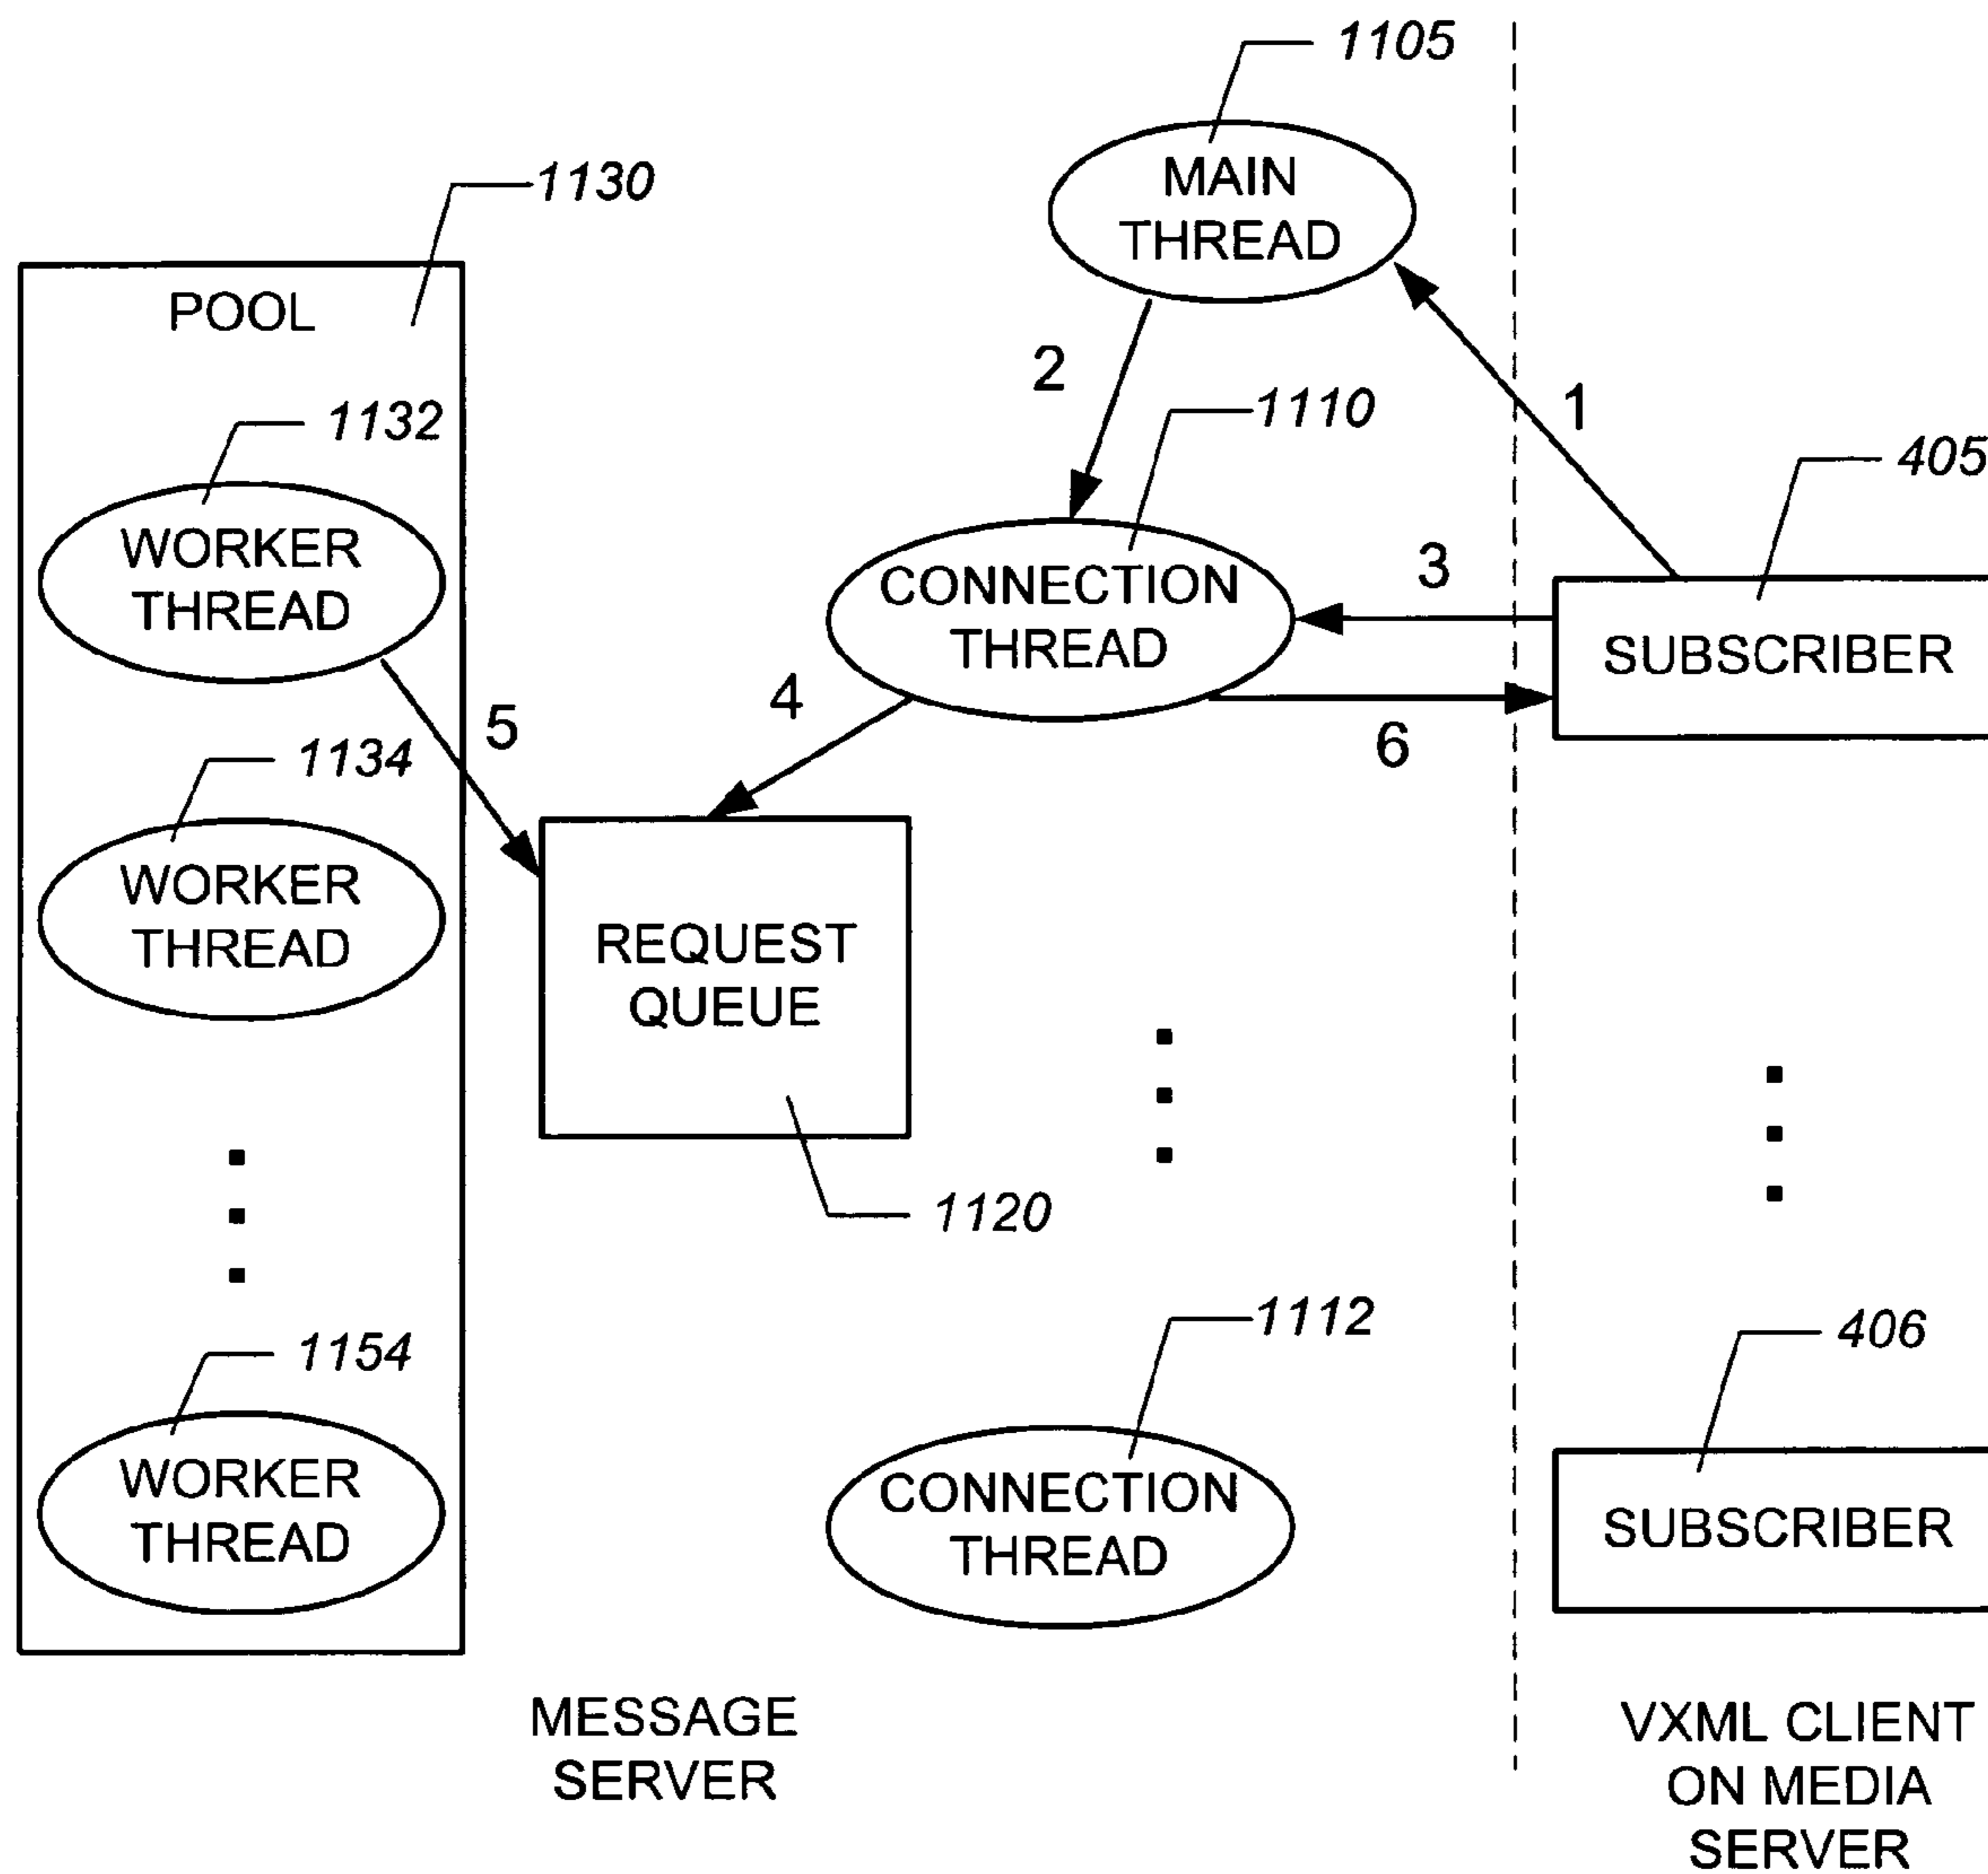 1105
MAIN
THREAD
1130
POOL
2
1
1110
405
1132
WORKER
THREAD
CONNECTION
THREAD
3
SUBSCRIBER
4
5
6
1134
WORKER
THREAD
REQUEST
QUEUE
1120
1112
406
1154
WORKER
THREAD
CONNECTION
THREAD
SUBSCRIBER
MESSAGE
SERVER
VXML CLIENT
ON MEDIA
SERVER